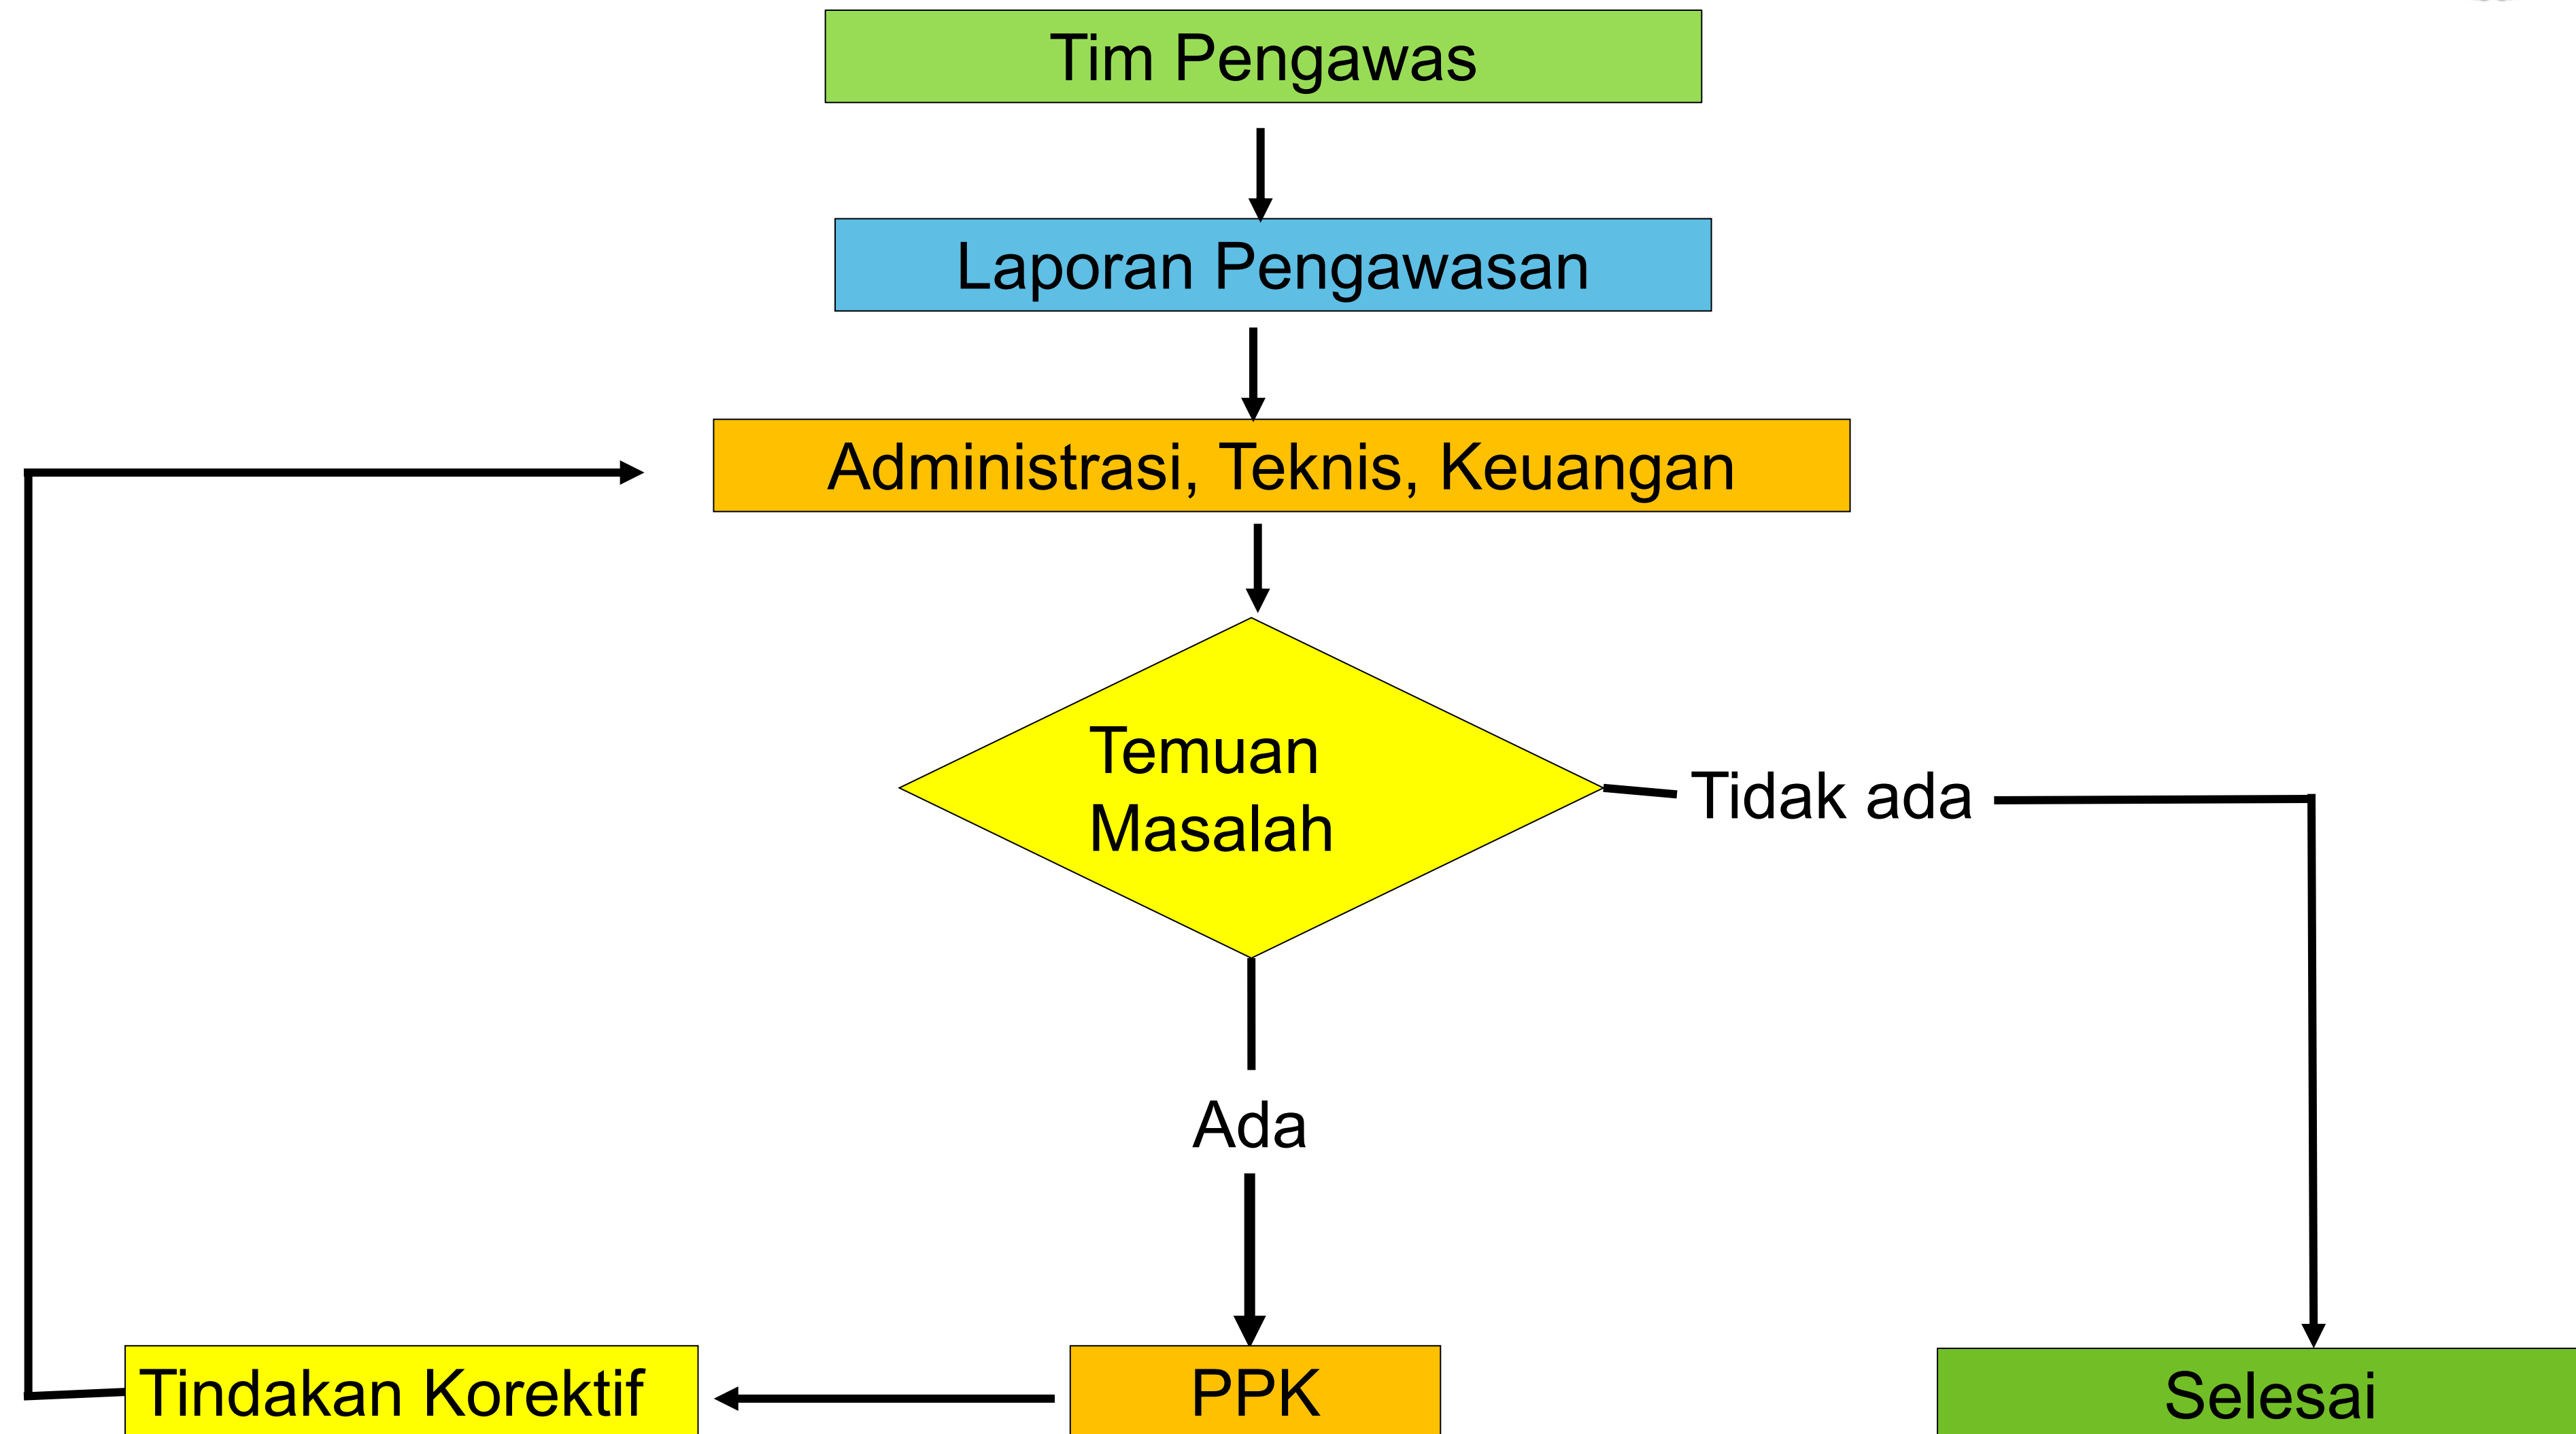 Tim Pengawas
Laporan Pengawasan
Administrasi, Teknis, Keuangan
Temuan
Masalah
Tidak ada
Ada
Tindakan Korektif
PPK
Selesai